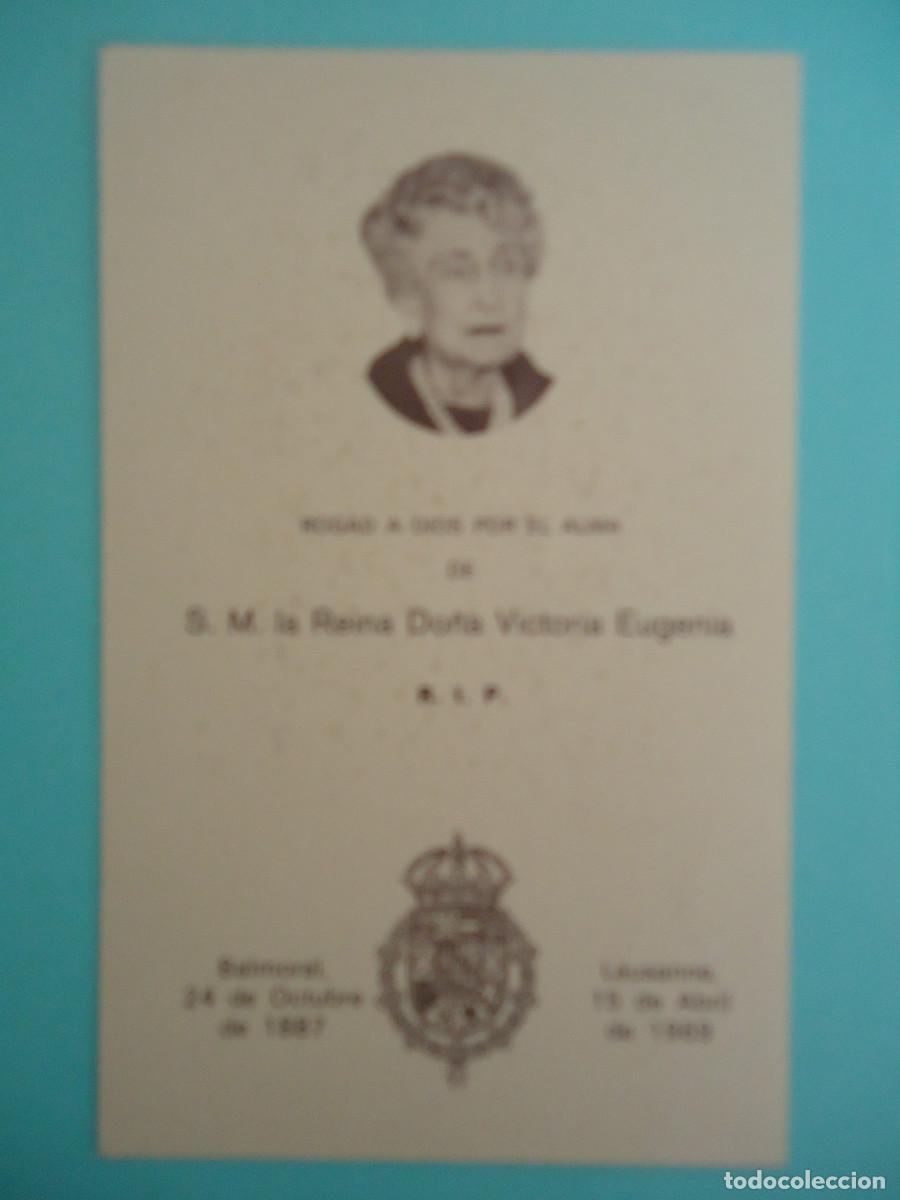 ROGAD A DIOS POR EL ALMA
DE
S. M. la Reina Doña Victoria Eugenia
R. I. P.
Balmoral,
24 de Octubre
de 1887
Lausanne,
15 de Abril
de 1969
todocoleccion